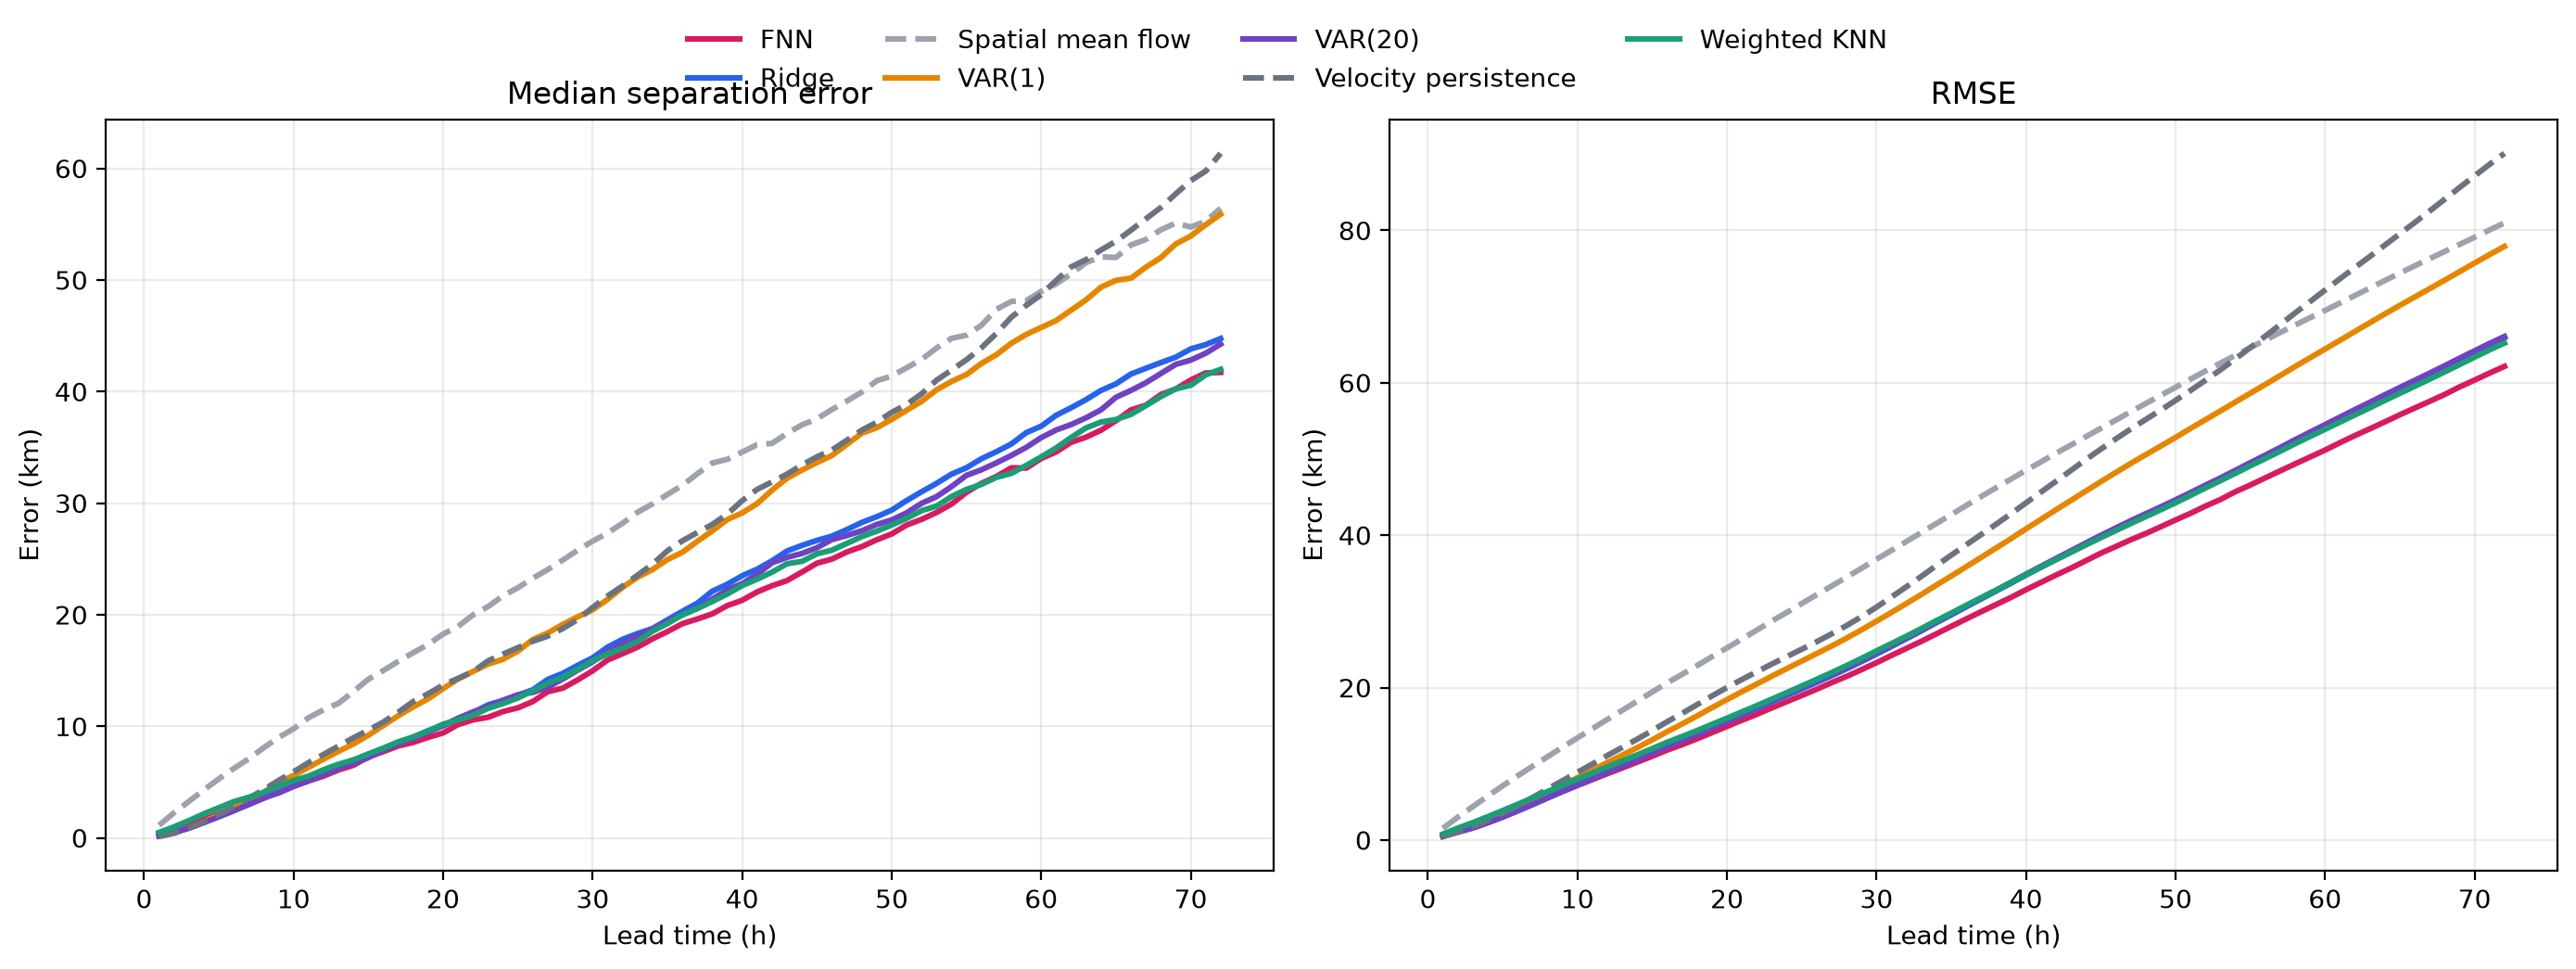 FNN
Spatial mean flow
VAR(20)
Weighted KNN
Ridge
VAR(1)
Velocity persistence
Median separation error
RMSE
60
50
40
30
20
10
0
Error (km)
0 10 20 30 40 50 60 70
Lead time (h)
80
60
40
20
0
Error (km)
0 10 20 30 40 50 60 70
Lead time (h)